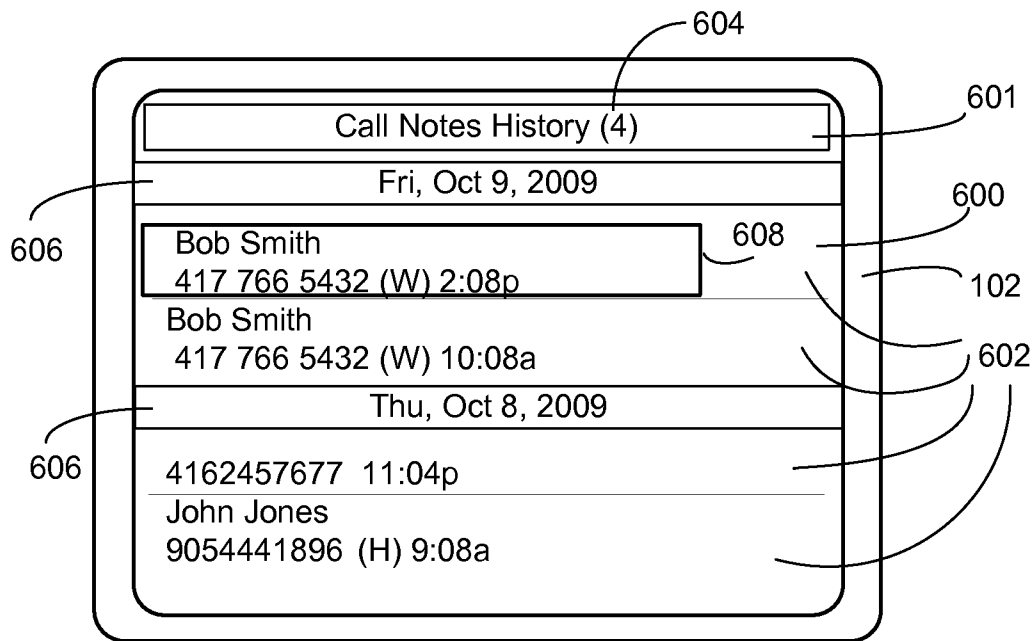 604
Call Notes History (4)
601
Fri, Oct 9, 2009
600
606
Bob Smith
608
417 766 5432 (W) 2:08p
102
Bob Smith
417 766 5432 (W) 10:08a
602
Thu, Oct 8, 2009
606
4162457677 11:04p
John Jones
9054441896 (H) 9:08a